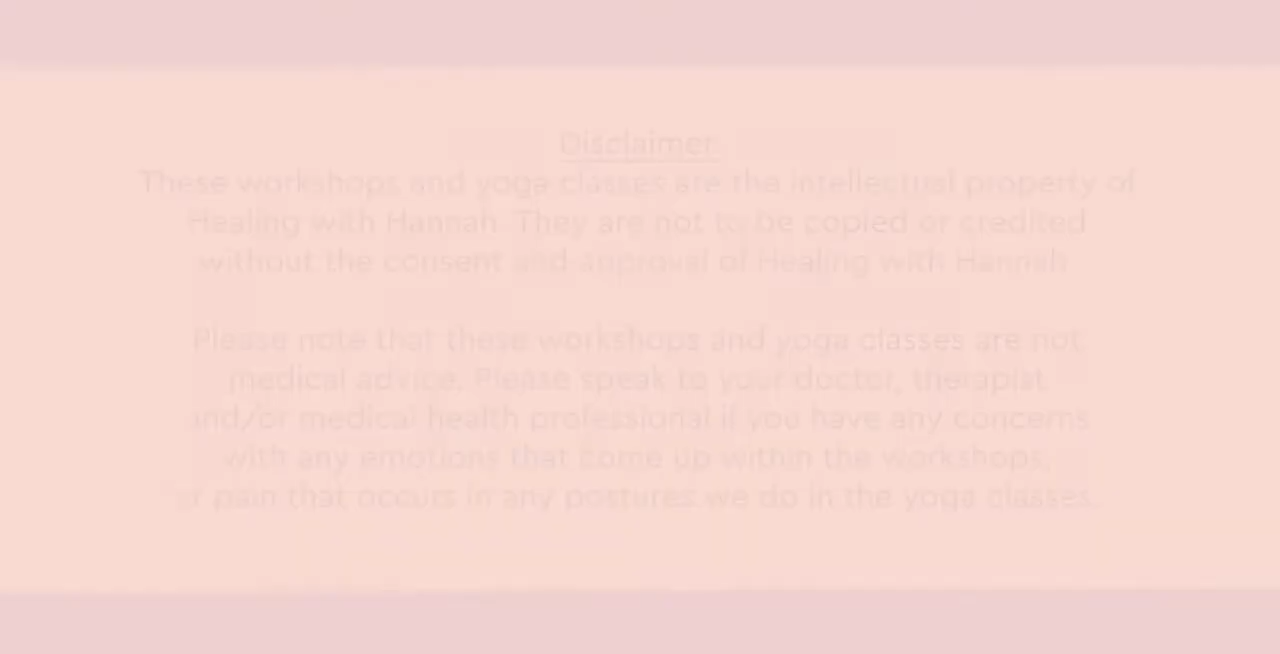 Disclaimer:
These workshops and yoga classes are the intellectual property of
Healing with Hannah. They are not to be copied or credited
without the consent and approval of Healing with Hannah.
Please note that these workshops and yoga classes are not
medical advice. Please speak to your doctor, therapist
and/or medical health professional if you have any concerns
with any emotions that come up within the workshops,
or pain that occurs in any postures we do in the yoga classes.